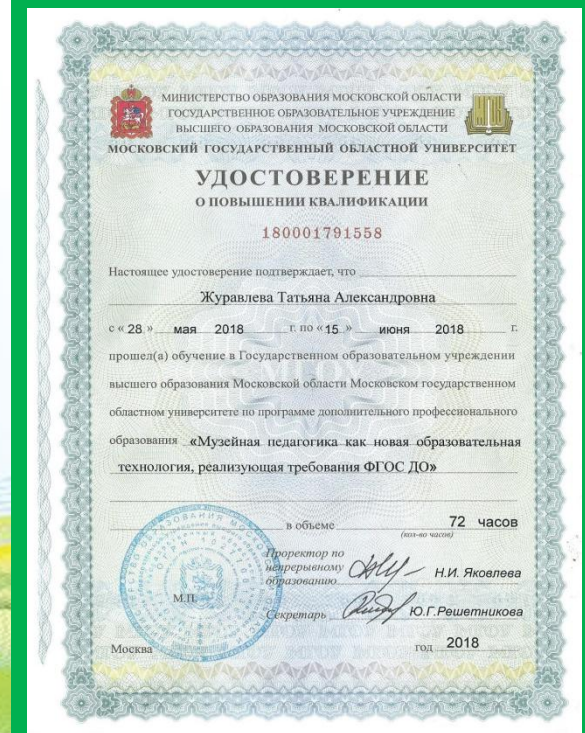 МИНИСТЕРСТВО ОБРАЗОВАНИЯ МОСКОВСКОЙ ОБЛАСТИ
ГОСУДАРСТВЕННОЕ ОБРАЗОВАТЕЛЬНОЕ УЧРЕЖДЕНИЕ
ВЫСШЕГО ОБРАЗОВАНИЯ МОСКОВСКОЙ ОБЛАСТИ
МОСКОВСКИЙ ГОСУДАРСТВЕННЫЙ ОБЛАСТНОЙ УНИВЕРСИТЕТ
УДОСТОВЕРЕНИЕ
О ПОВЫШЕНИИ КВАЛИФИКАЦИИ
180001791558
Настоящее удостоверение подтверждает, что
Журавлева Татьяна Александровна
с « 28 » мая 2018 г. по « 15 » июня 2018 г.
прошел(а) обучение в Государственном образовательном учреждении
высшего образования Московской области Московском государственном
областном университете по программе дополнительного профессионального
образования «Музейная педагогика как новая образовательная
технология, реализующая требования ФГОС ДО»
в объеме 72 часов
(кол-во часов)
Проректор по
непрерывному
образованию Н.И. Яковлева
М.П.
Секретарь Ю.Г.Решетникова
Москва год 2018